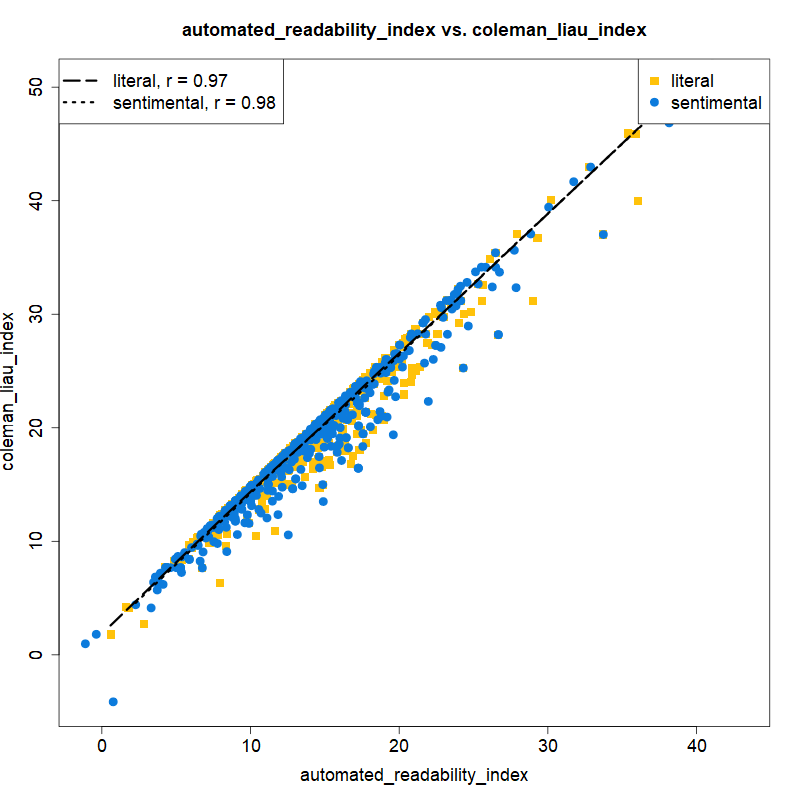 automated_readability_index vs. coleman_liau_index
literal, r = 0.97
sentimental, r = 0.98
literal
sentimental
50
40
30
20
10
0
coleman_liau_index
0 10 20 30 40
automated_readability_index